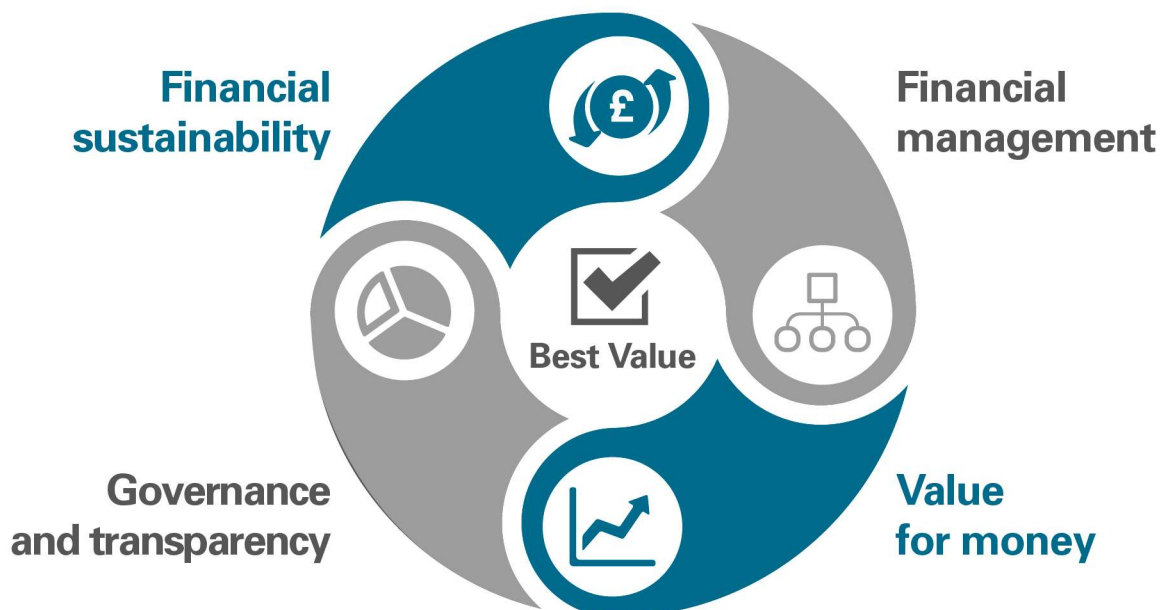 Financial
sustainability
Financial
management
£
Best Value
Governance
and transparency
Value
for money